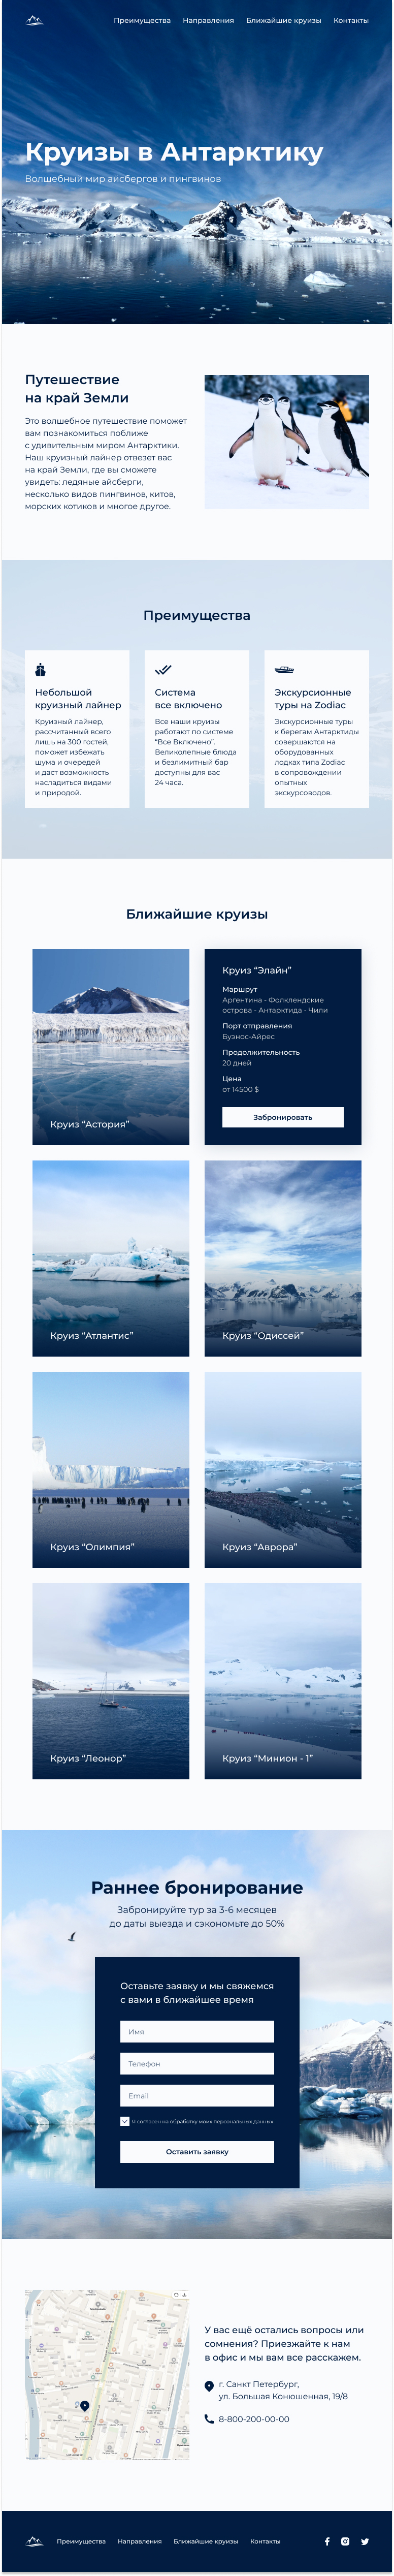 Преимущества Направления Ближайшие круизы Контакты
Круизы в Антарктику
Волшебный мир айсбергов и пингвинов
Путешествие
на край Земли
Это волшебное путешествие поможет
вам познакомиться поближе
с удивительным миром Антарктики.
Наш круизный лайнер отвезет вас
на край Земли, где вы сможете
увидеть: ледяные айсберги,
несколько видов пингвинов, китов,
морских котиков и многое другое.
Преимущества
Небольшой
круизный лайнер
Круизный лайнер,
рассчитанный всего
лишь на 300 гостей,
поможет избежать
шума и очередей
и даст возможность
насладиться видами
и природой.
Система
все включено
Все наши круизы
работают по системе
“Все Включено”.
Великолепные блюда
и безлимитный бар
доступны для вас
24 часа.
Экскурсионные
туры на Zodiac
Экскурсионные туры
к берегам Антарктиды
совершаются на
оборудованных
лодках типа Zodiac
в сопровождении
опытных
экскурсоводов.
Ближайшие круизы
Круиз “Астория”
Круиз “Элайн”
Маршрут
Аргентина - Фолклендские
острова - Антарктида - Чили
Порт отправления
Буэнос-Айрес
Продолжительность
20 дней
Цена
от 14500 $
Забронировать
Круиз “Атлантис”
Круиз “Одиссей”
Круиз “Олимпия”
Круиз “Аврора”
Круиз “Леонор”
Круиз “Минион - 1”
Раннее бронирование
Забронируйте тур за 3-6 месяцев
до даты выезда и сэкономьте до 50%
Оставьте заявку и мы свяжемся
с вами в ближайшее время
Имя
Телефон
Email
Я согласен на обработку моих персональных данных
Оставить заявку
У вас ещё остались вопросы или
сомнения? Приезжайте к нам
в офис и мы вам все расскажем.
г. Санкт Петербург,
ул. Большая Конюшенная, 19/8
8-800-200-00-00
Преимущества Направления Ближайшие круизы Контакты